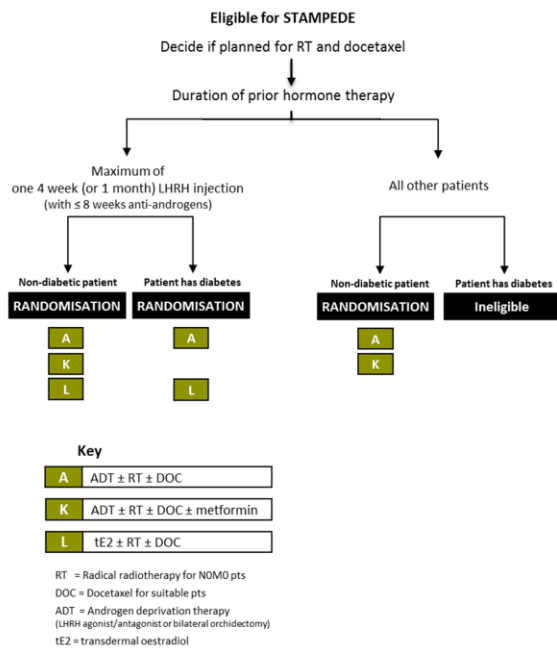 Eligible for STAMPEDE
Decide if planned for RT and docetaxel
Duration of prior hormone therapy
Maximum of
one 4 week (or 1 month) LHRH injection
(with ≤ 8 weeks anti-androgens)
All other patients
Non-diabetic patient
Patient has diabetes
Non-diabetic patient
Patient has diabetes
RANDOMISATION
RANDOMISATION
RANDOMISATION
Ineligible
A
A
A
K
K
L
L
Key
A ADT ± RT ± DOC
K ADT ± RT ± DOC ± metformin
L tE2 ± RT ± DOC
RT = Radical radiotherapy for N0M0 pts
DOC = Docetaxel for suitable pts
ADT = Androgen deprivation therapy
(LHRH agonist/antagonist or bilateral orchidectomy)
tE2 = transdermal oestradiol